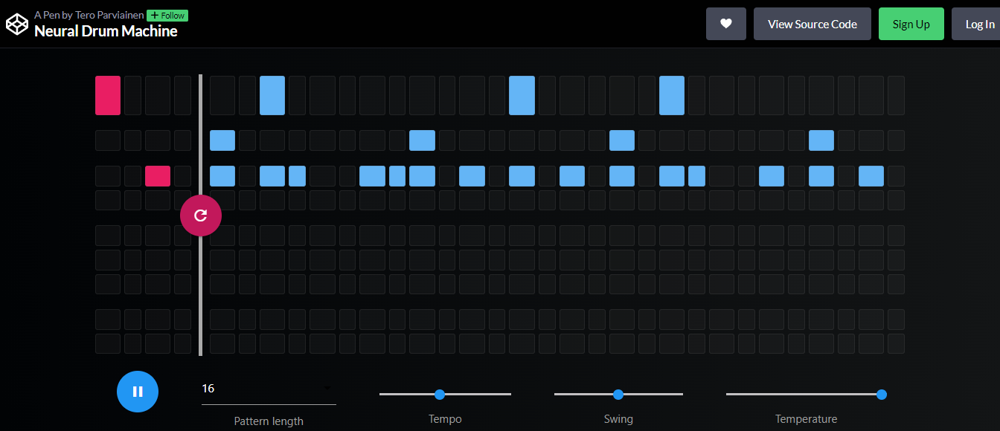 A Pen by Tero Parviainen + Follow
Neural Drum Machine
View Source Code
Sign Up
Log In
16
Pattern length
Tempo
Swing
Temperature